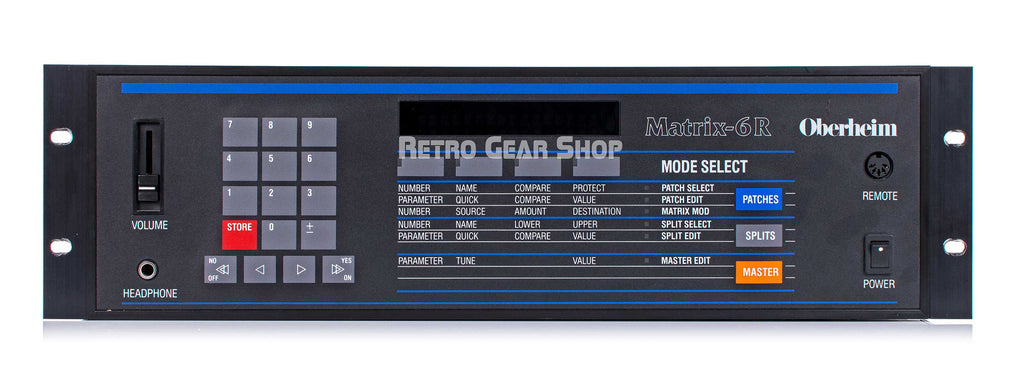 Matrix-6R Oberheim
RETRO GEAR SHOP
7 8 9
4 5 6
1 2 3
STORE 0 ±
NO OFF YES ON
VOLUME
HEADPHONE
MODE SELECT
NUMBER NAME COMPARE PROTECT PATCH SELECT
PARAMETER QUICK COMPARE VALUE PATCH EDIT
NUMBER SOURCE AMOUNT DESTINATION MATRIX MOD
PATCHES
NUMBER NAME LOWER UPPER SPLIT SELECT
PARAMETER QUICK COMPARE VALUE SPLIT EDIT
SPLITS
PARAMETER TUNE VALUE MASTER EDIT
MASTER
REMOTE
POWER